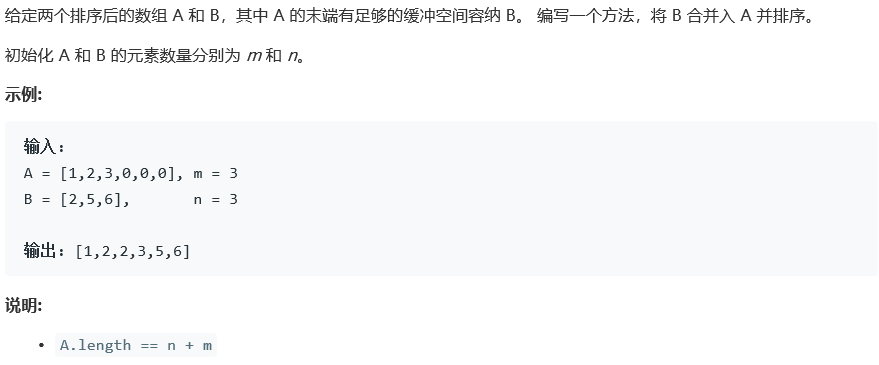 给定两个排序后的数组 A 和 B，其中 A 的末端有足够的缓冲空间容纳 B。 编写一个方法，将 B 合并入 A 并排序。
初始化 A 和 B 的元素数量分别为 m 和 n。
示例:
输入：
A = [1,2,3,0,0,0], m = 3
B = [2,5,6],       n = 3
输出：[1,2,2,3,5,6]
说明:
• A.length == n + m